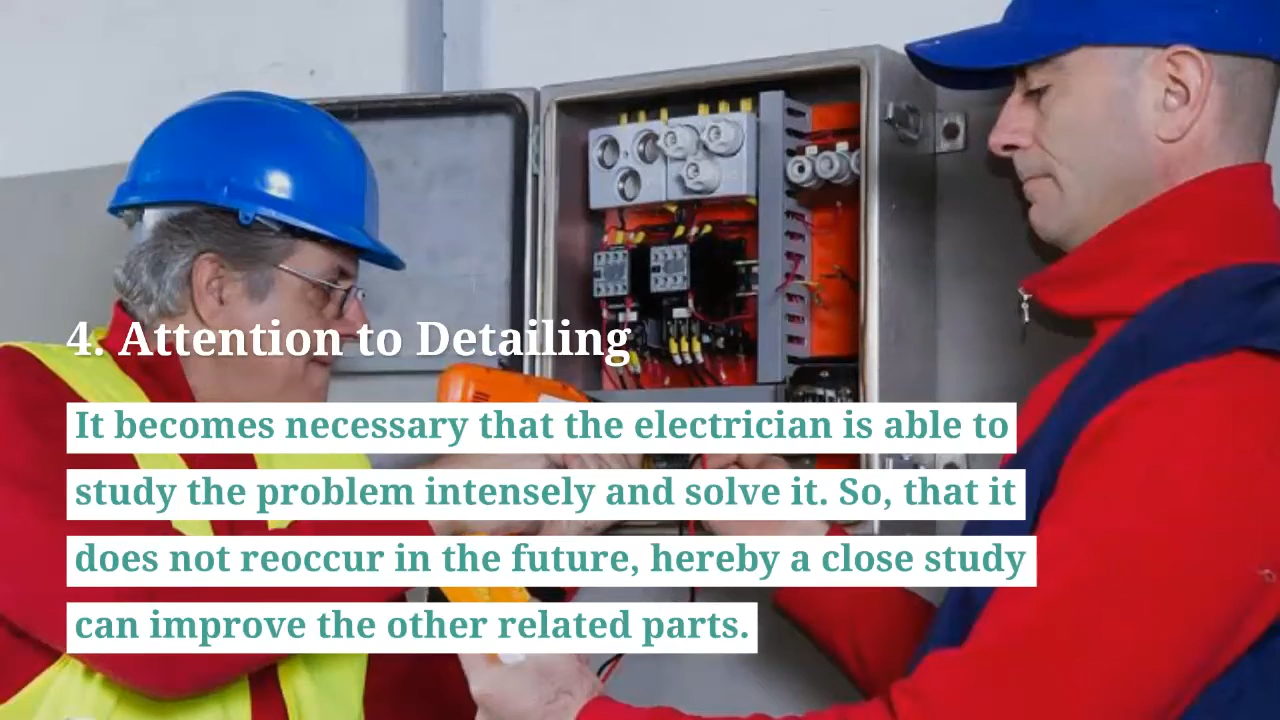 4. Attention to Detailing
It becomes necessary that the electrician is able to
study the problem intensely and solve it. So, that it
does not reoccur in the future, hereby a close study
can improve the other related parts.